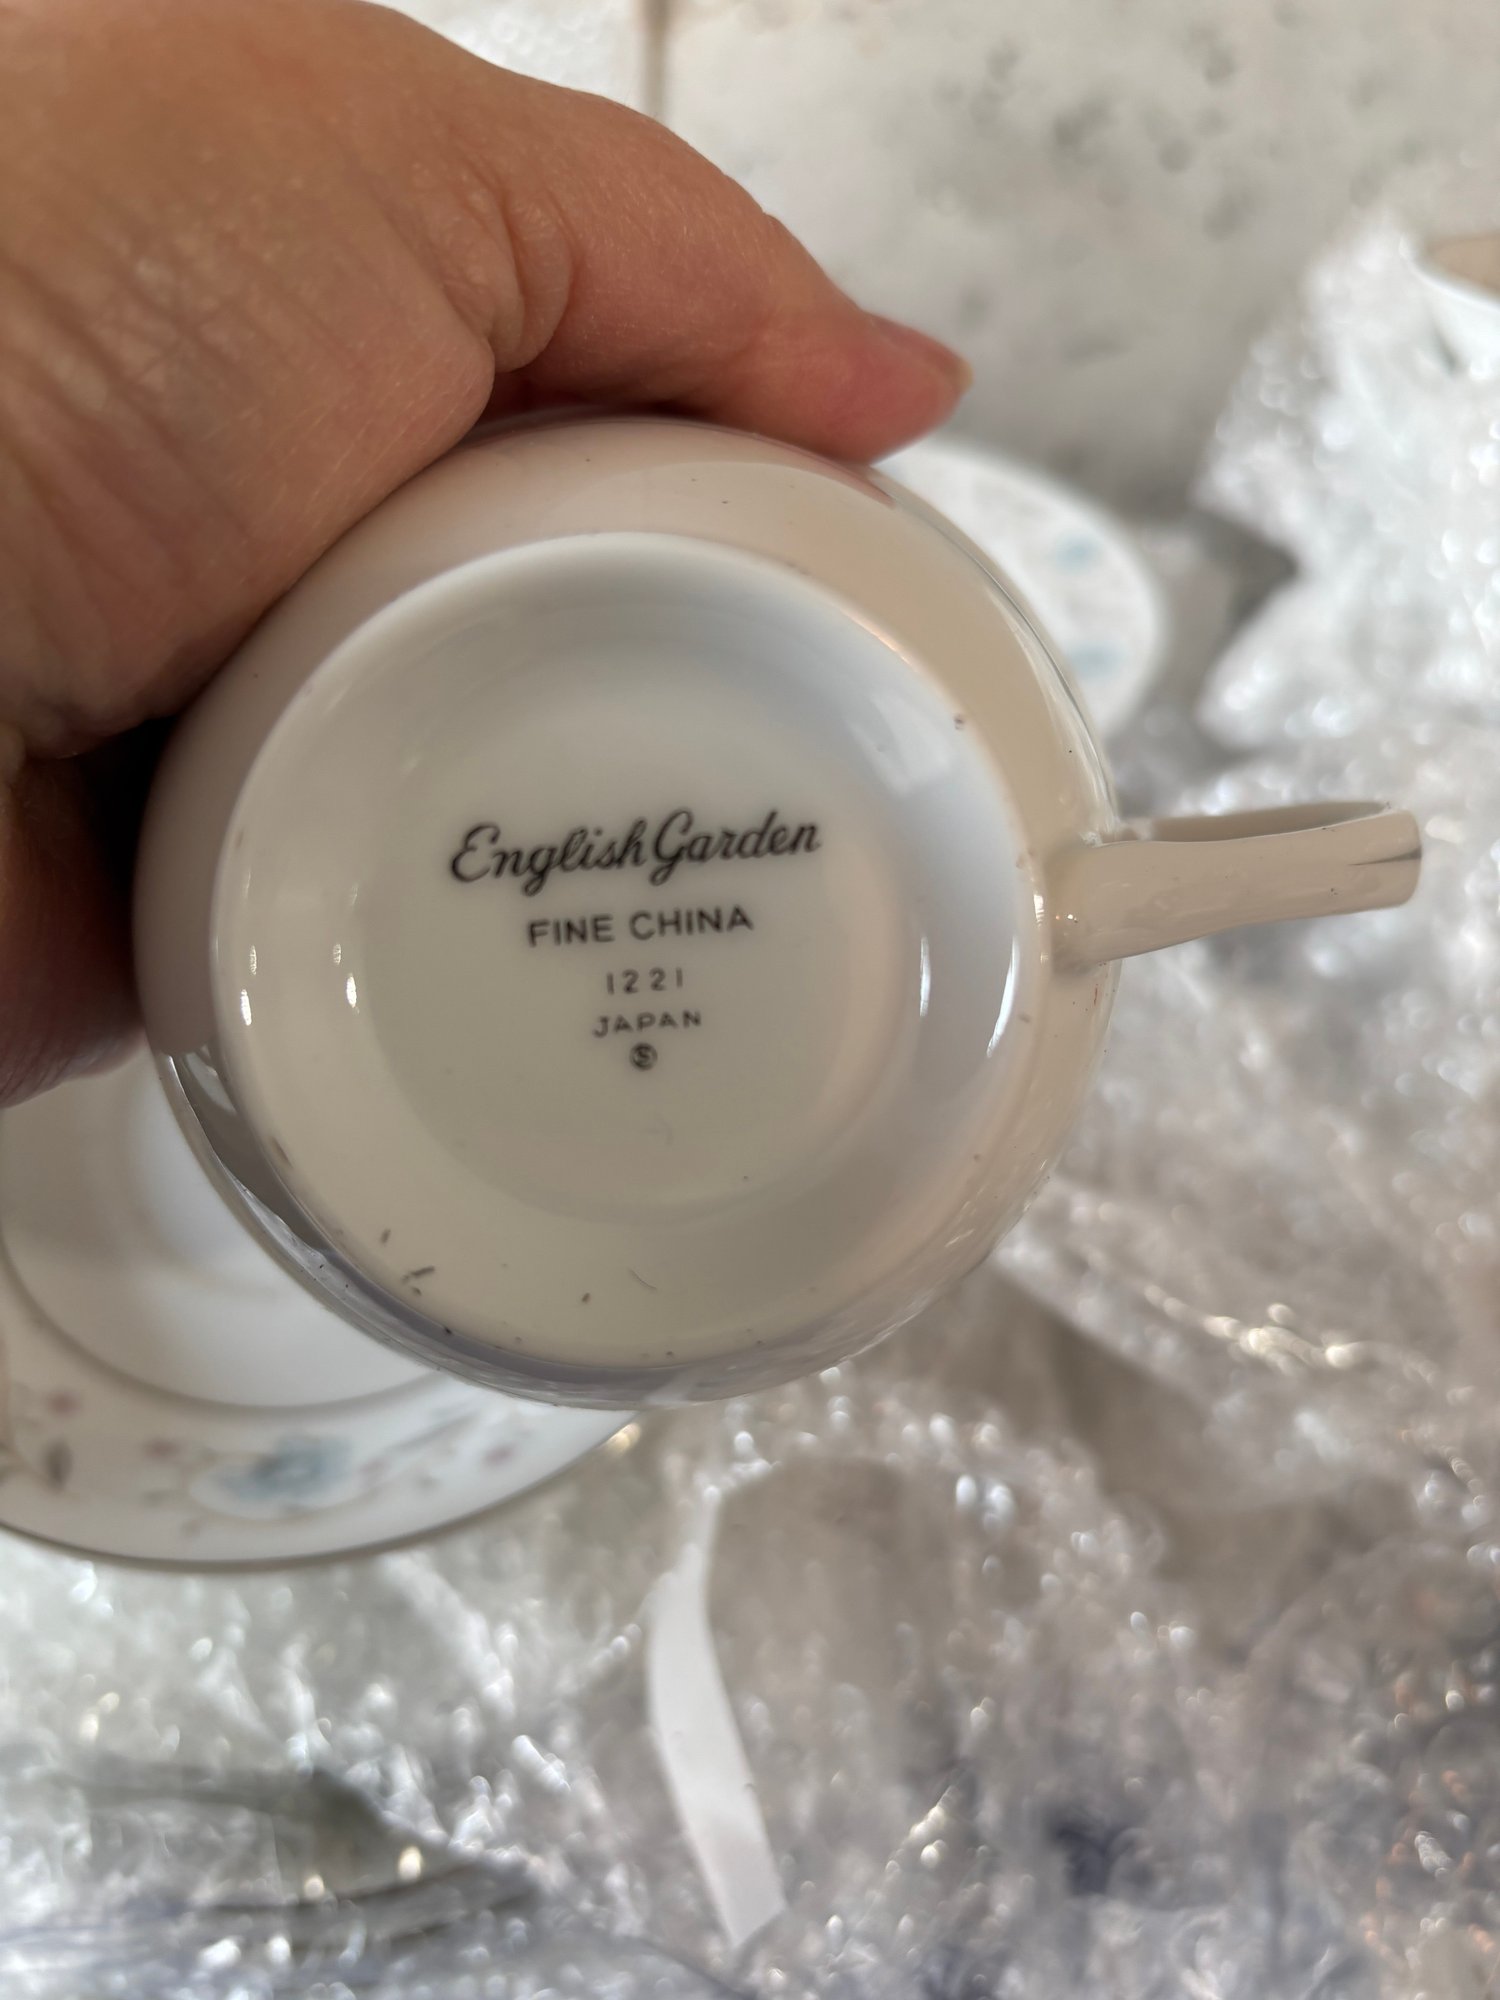 English Garden
FINE CHINA
1221
JAPAN
Ⓢ